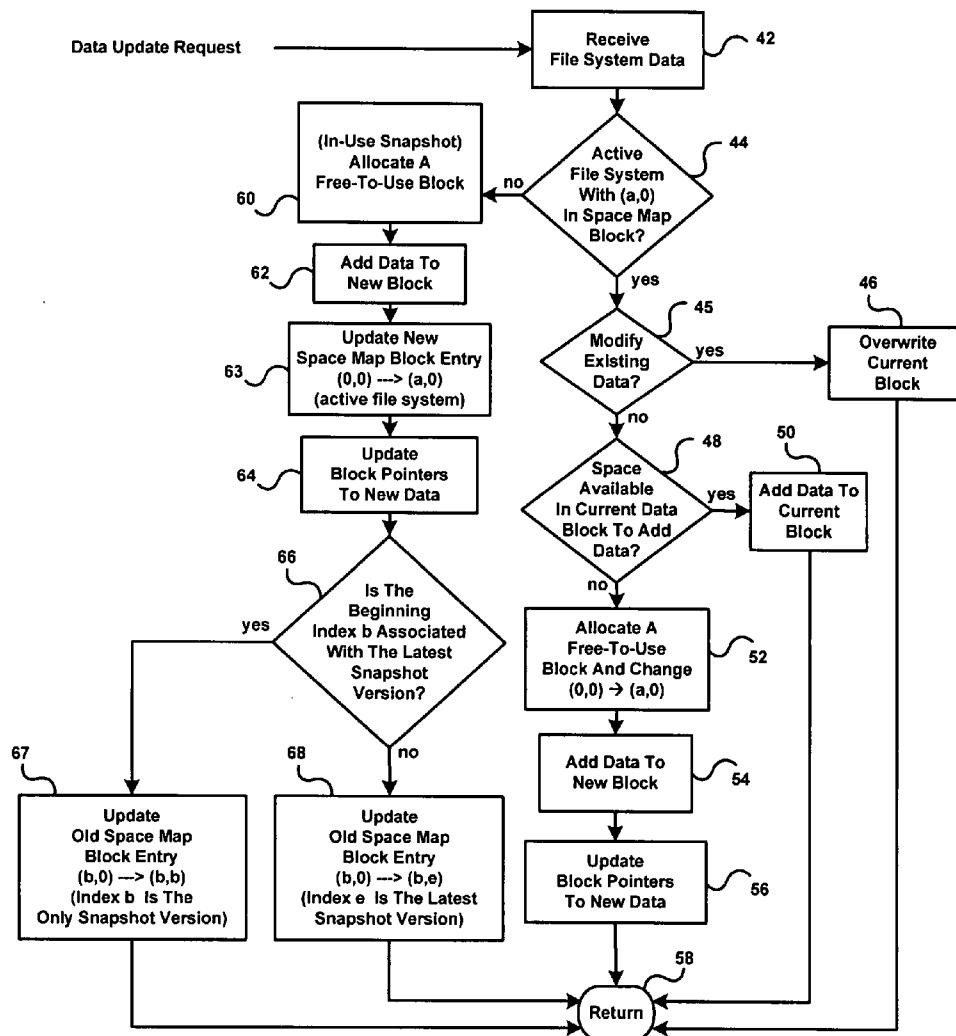 Data Update Request
Receive
File System Data
42
Active
File System
With (a,0)
In Space Map
Block?
44
no
yes
(In-Use Snapshot)
Allocate A
Free-To-Use Block
60
Add Data To
New Block
62
Update New
Space Map Block Entry
(0,0) ---> (a,0)
(active file system)
63
Update
Block Pointers
To New Data
64
Modify
Existing
Data?
45
yes
no
Overwrite
Current
Block
46
Space
Available
In Current Data
Block To Add
Data?
48
yes
no
Add Data To
Current
Block
50
Is The
Beginning
Index b Associated
With The Latest
Snapshot
Version?
66
yes
no
Allocate A
Free-To-Use
Block And Change
(0,0) → (a,0)
52
Add Data To
New Block
54
Update
Block Pointers
To New Data
56
Update
Old Space Map
Block Entry
(b,0) ---> (b,b)
(Index b Is The
Only Snapshot Version)
67
Update
Old Space Map
Block Entry
(b,0) ---> (b,e)
(Index e Is The Latest
Snapshot Version)
68
Return
58